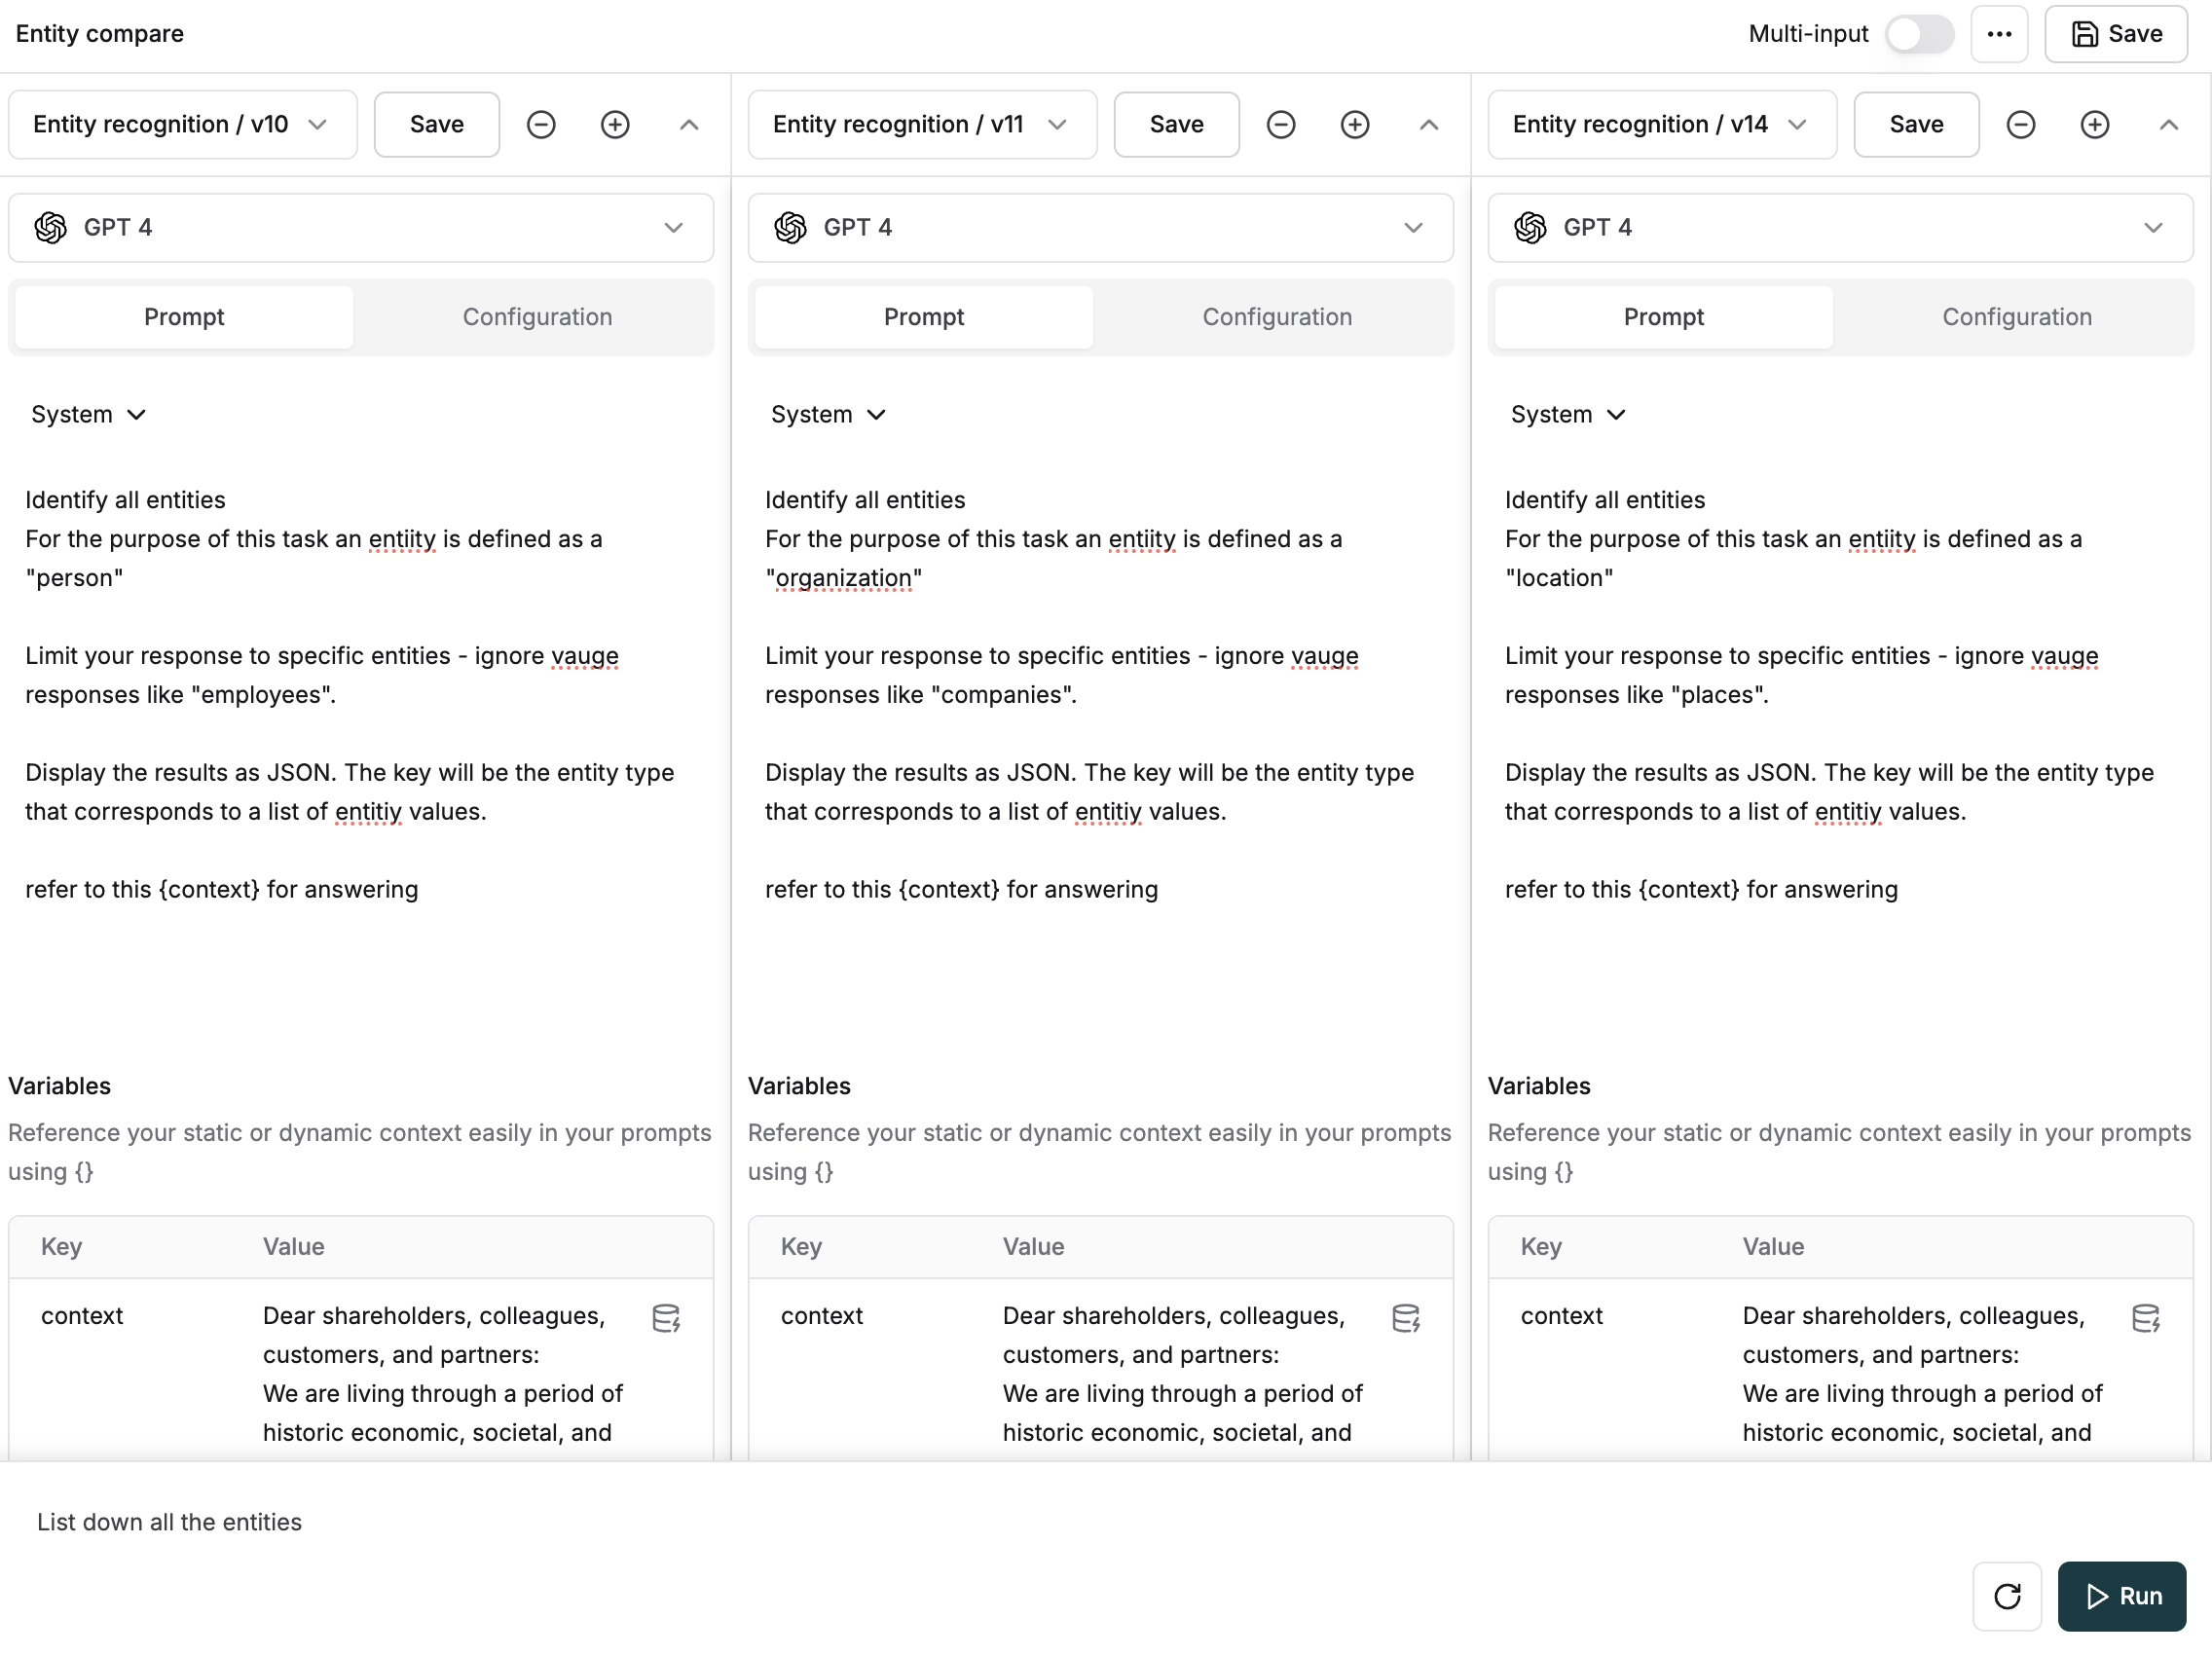 Entity compare
Multi-input
Save
Entity recognition / v10
Save
Entity recognition / v11
Save
Entity recognition / v14
Save
GPT 4
GPT 4
GPT 4
Prompt
Configuration
Prompt
Configuration
Prompt
Configuration
System
Identify all entities
For the purpose of this task an entiity is defined as a
"person"
Limit your response to specific entities - ignore vauge
responses like "employees".
Display the results as JSON. The key will be the entity type
that corresponds to a list of entitiy values.
refer to this {context} for answering
Variables
Reference your static or dynamic context easily in your prompts
using {}
Key
Value
context
Dear shareholders, colleagues,
customers, and partners:
We are living through a period of
historic economic, societal, and
System
Identify all entities
For the purpose of this task an entiity is defined as a
"organization"
Limit your response to specific entities - ignore vauge
responses like "companies".
Display the results as JSON. The key will be the entity type
that corresponds to a list of entitiy values.
refer to this {context} for answering
Variables
Reference your static or dynamic context easily in your prompts
using {}
Key
Value
context
Dear shareholders, colleagues,
customers, and partners:
We are living through a period of
historic economic, societal, and
System
Identify all entities
For the purpose of this task an entiity is defined as a
"location"
Limit your response to specific entities - ignore vauge
responses like "places".
Display the results as JSON. The key will be the entity type
that corresponds to a list of entitiy values.
refer to this {context} for answering
Variables
Reference your static or dynamic context easily in your prompts
using {}
Key
Value
context
Dear shareholders, colleagues,
customers, and partners:
We are living through a period of
historic economic, societal, and
List down all the entities
Run